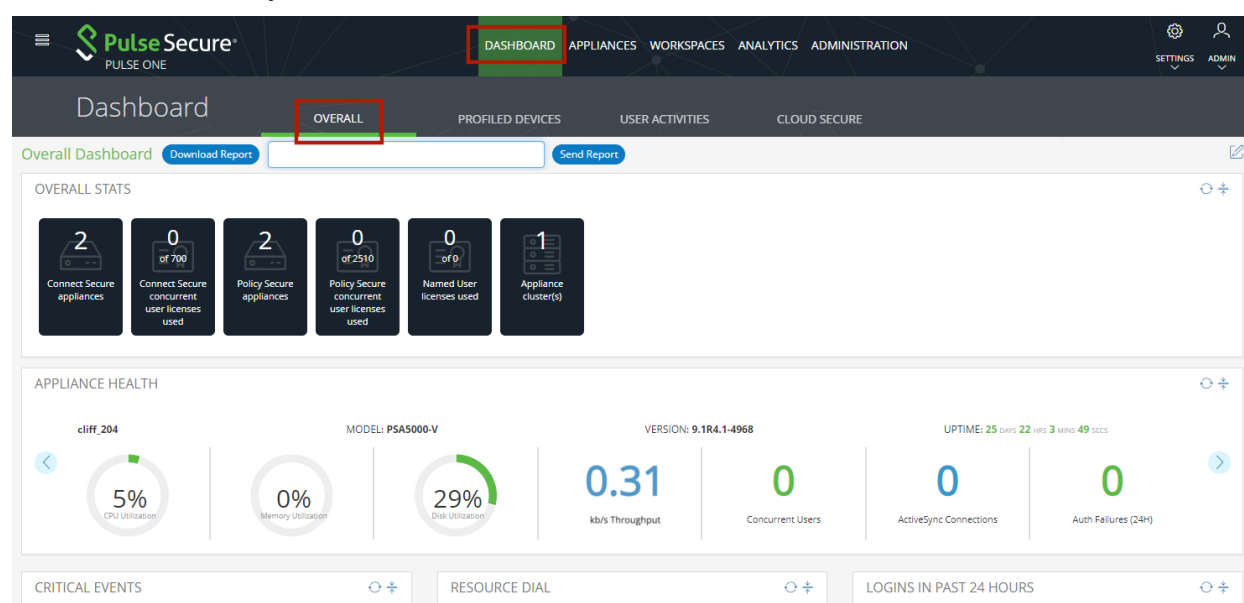 Pulse Secure®
PULSE ONE
DASHBOARD APPLIANCES WORKSPACES ANALYTICS ADMINISTRATION
SETTINGS ADMIN
Dashboard
OVERALL PROFILED DEVICES USER ACTIVITIES CLOUD SECURE
Overall Dashboard Download Report Send Report
OVERALL STATS
2
Connect Secure
appliances
0
of 700
Connect Secure
concurrent
user licenses
used
2
Policy Secure
appliances
0
of 2510
Policy Secure
concurrent
user licenses
used
0
of 0
Named User
licenses used
1
Appliance
cluster(s)
APPLIANCE HEALTH
cliff_204 MODEL: PSA5000-V VERSION: 9.1R4.1-4968 UPTIME: 25 DAYS 22 HRS 3 MINS 49 SECS
5%
CPU Utilization
0%
Memory Utilization
29%
Disk Utilization
0.31
kb/s Throughput
0
Concurrent Users
0
ActiveSync Connections
0
Auth Failures (24H)
CRITICAL EVENTS RESOURCE DIAL LOGINS IN PAST 24 HOURS